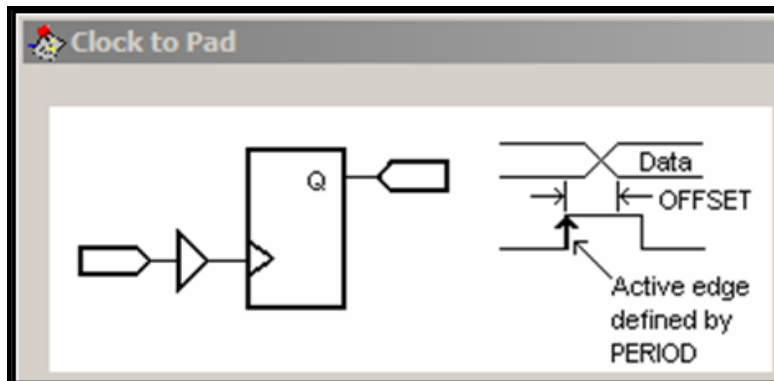 Clock to Pad
Q
Data
OFFSET
Active edge
defined by
PERIOD